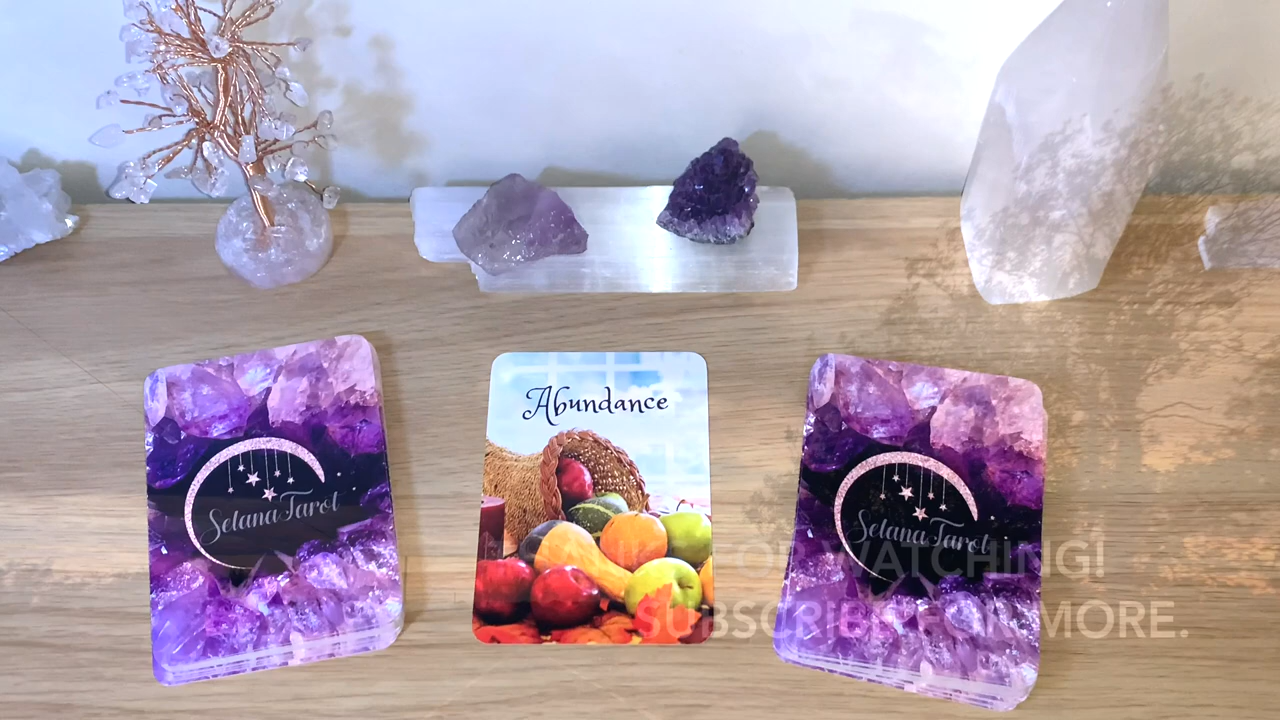 Abundance
Selana Tarot
Selana Tarot
THANKS FOR WATCHING!
SUBSCRIBE FOR MORE.